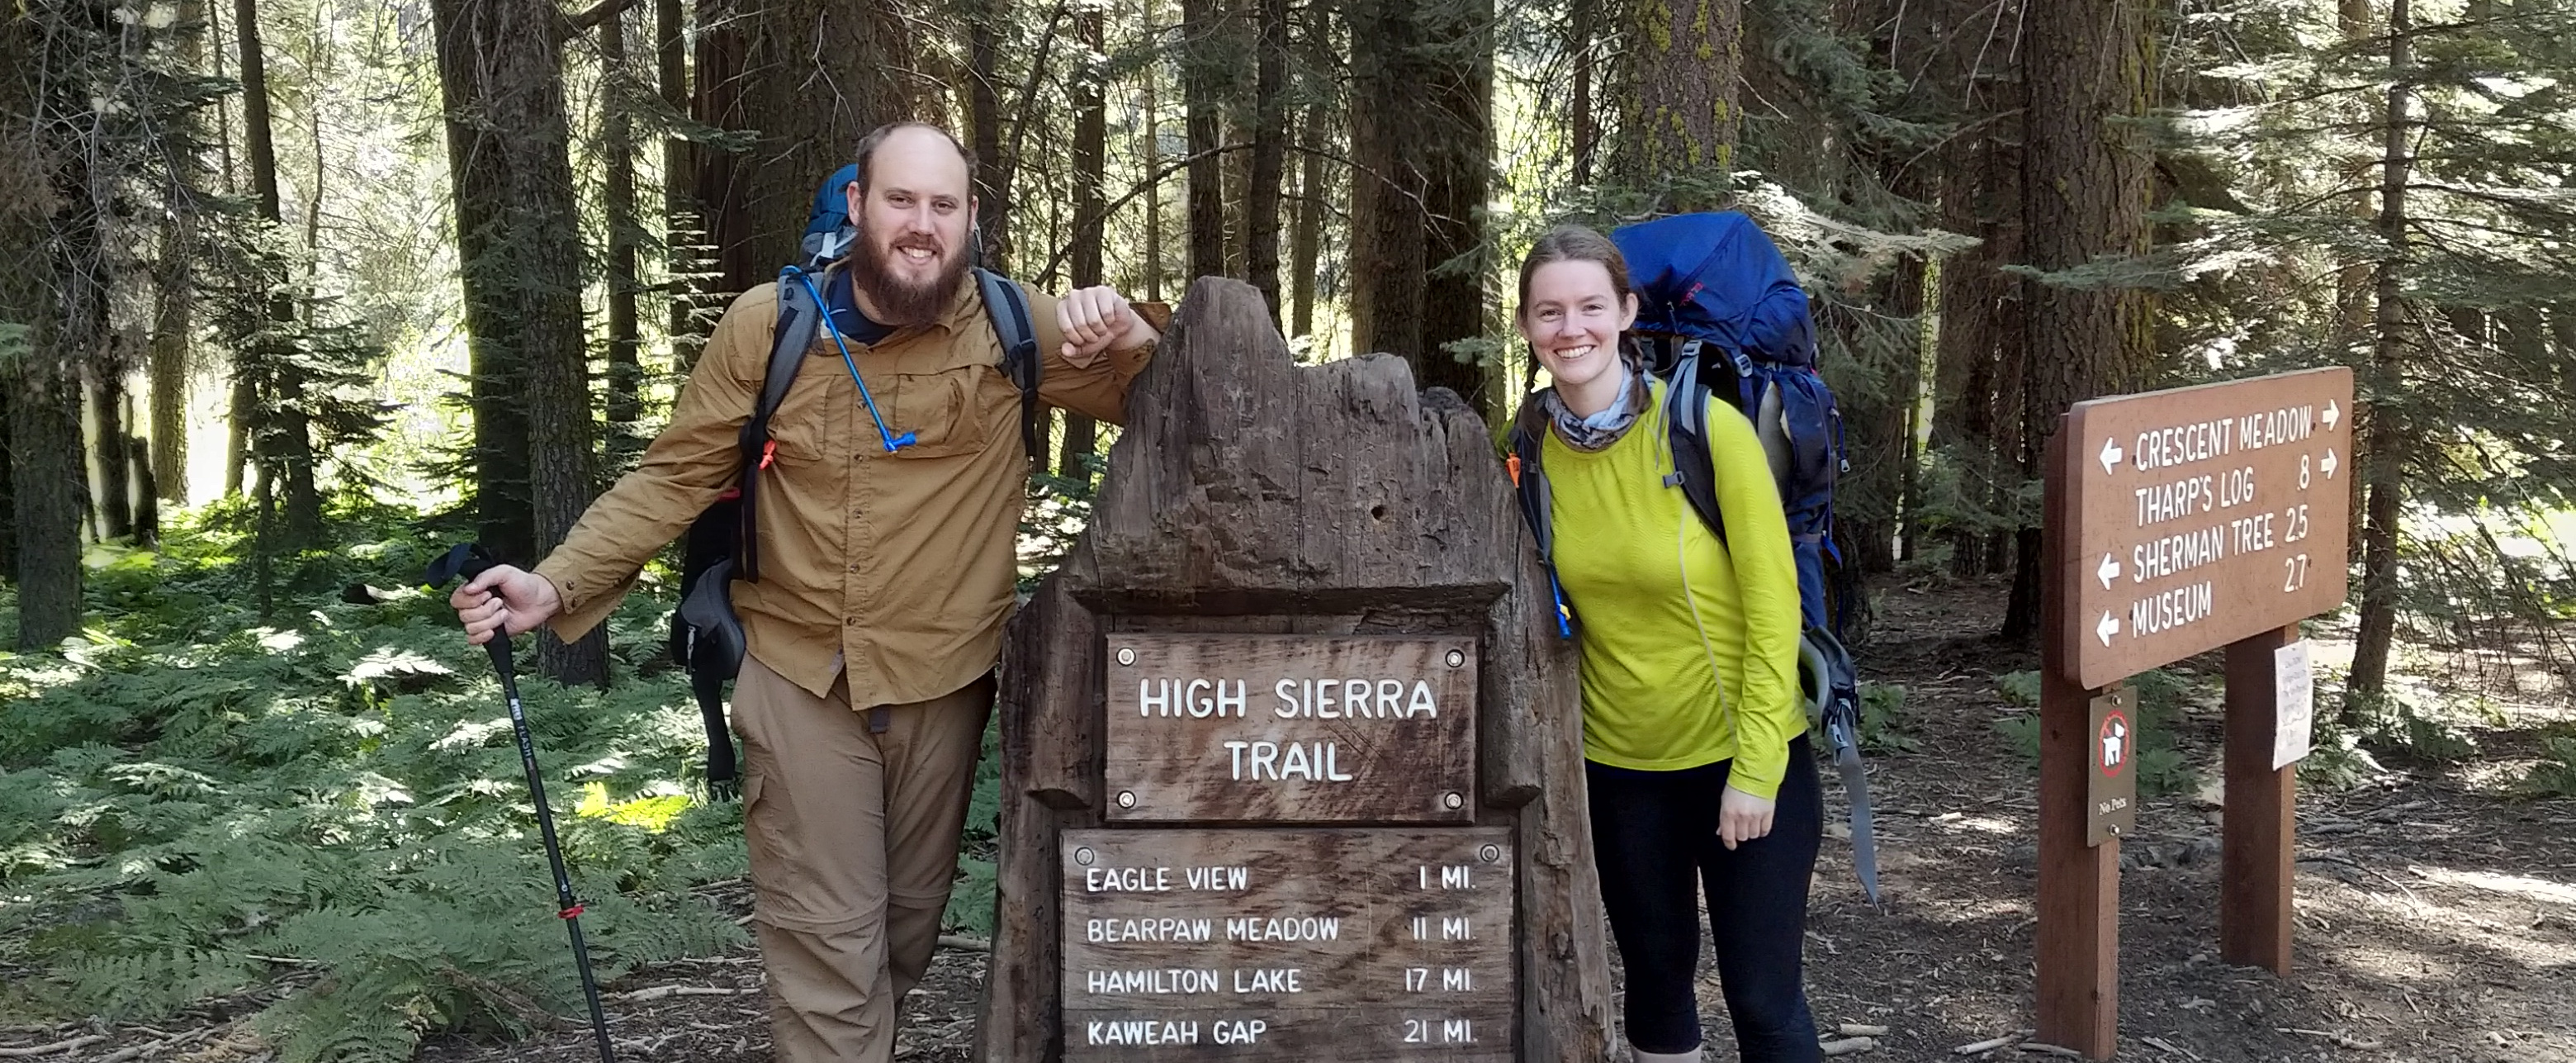 HIGH SIERRA
TRAIL
EAGLE VIEW 1 MI.
BEARPAW MEADOW 11 MI.
HAMILTON LAKE 17 MI.
KAWEAH GAP 21 MI.
← CRESCENT MEADOW →
THARP'S LOG .8 →
← SHERMAN TREE 2.5
← MUSEUM 2.7
No Pets
FLASH